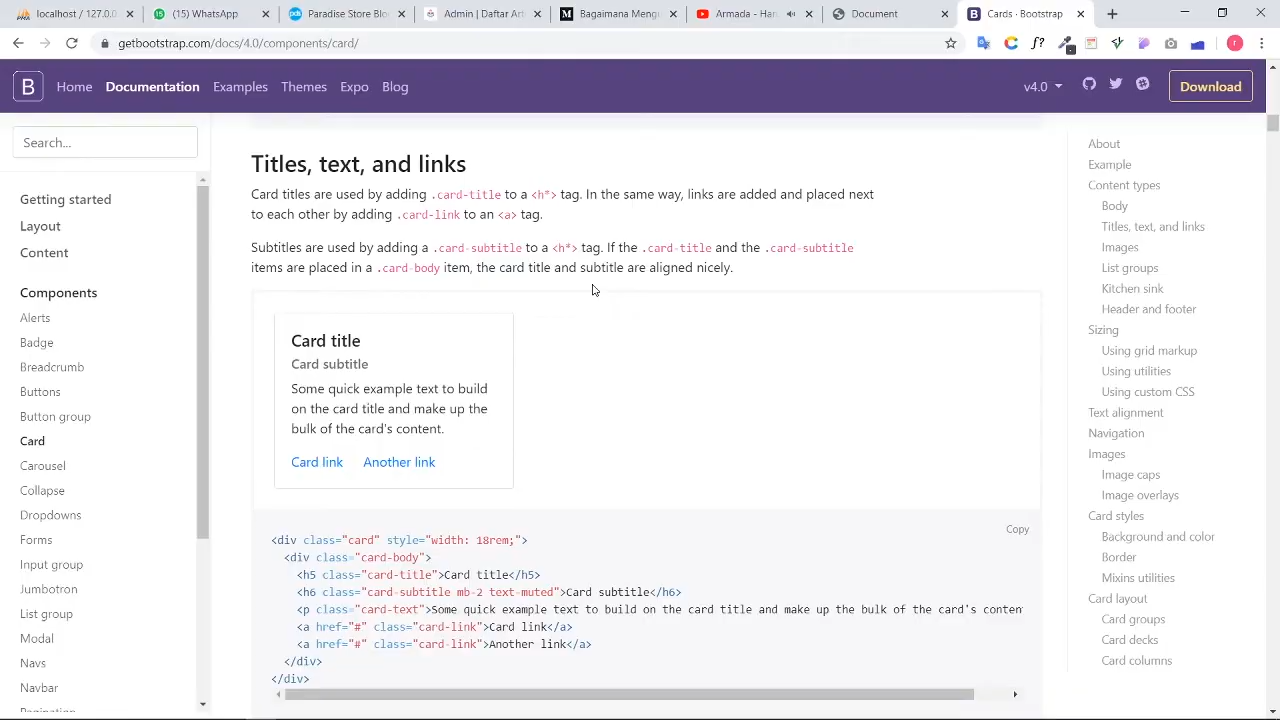 localhost / 127.0.0
(15) WhatsApp
Paradise Store Blo
Admin | Daftar Art
Bagaimana Mengu
Armada - Har
Document
Cards · Bootstrap
getbootstrap.com/docs/4.0/components/card/
B
Home
Documentation
Examples
Themes
Expo
Blog
v4.0
Download
Search...
Getting started
Layout
Content
Components
Alerts
Badge
Breadcrumb
Buttons
Button group
Card
Carousel
Collapse
Dropdowns
Forms
Input group
Jumbotron
List group
Modal
Navs
Navbar
Pagination
Titles, text, and links
Card titles are used by adding .card-title to a <h*> tag. In the same way, links are added and placed next
to each other by adding .card-link to an <a> tag.
Subtitles are used by adding a .card-subtitle to a <h*> tag. If the .card-title and the .card-subtitle
items are placed in a .card-body item, the card title and subtitle are aligned nicely.
Card title
Card subtitle
Some quick example text to build
on the card title and make up the
bulk of the card's content.
Card link
Another link
Copy
<div class="card" style="width: 18rem;">
<div class="card-body">
<h5 class="card-title">Card title</h5>
<h6 class="card-subtitle mb-2 text-muted">Card subtitle</h6>
<p class="card-text">Some quick example text to build on the card title and make up the bulk of the card's conten
<a href="#" class="card-link">Card link</a>
<a href="#" class="card-link">Another link</a>
</div>
</div>
About
Example
Content types
Body
Titles, text, and links
Images
List groups
Kitchen sink
Header and footer
Sizing
Using grid markup
Using utilities
Using custom CSS
Text alignment
Navigation
Images
Image caps
Image overlays
Card styles
Background and color
Border
Mixins utilities
Card layout
Card groups
Card decks
Card columns